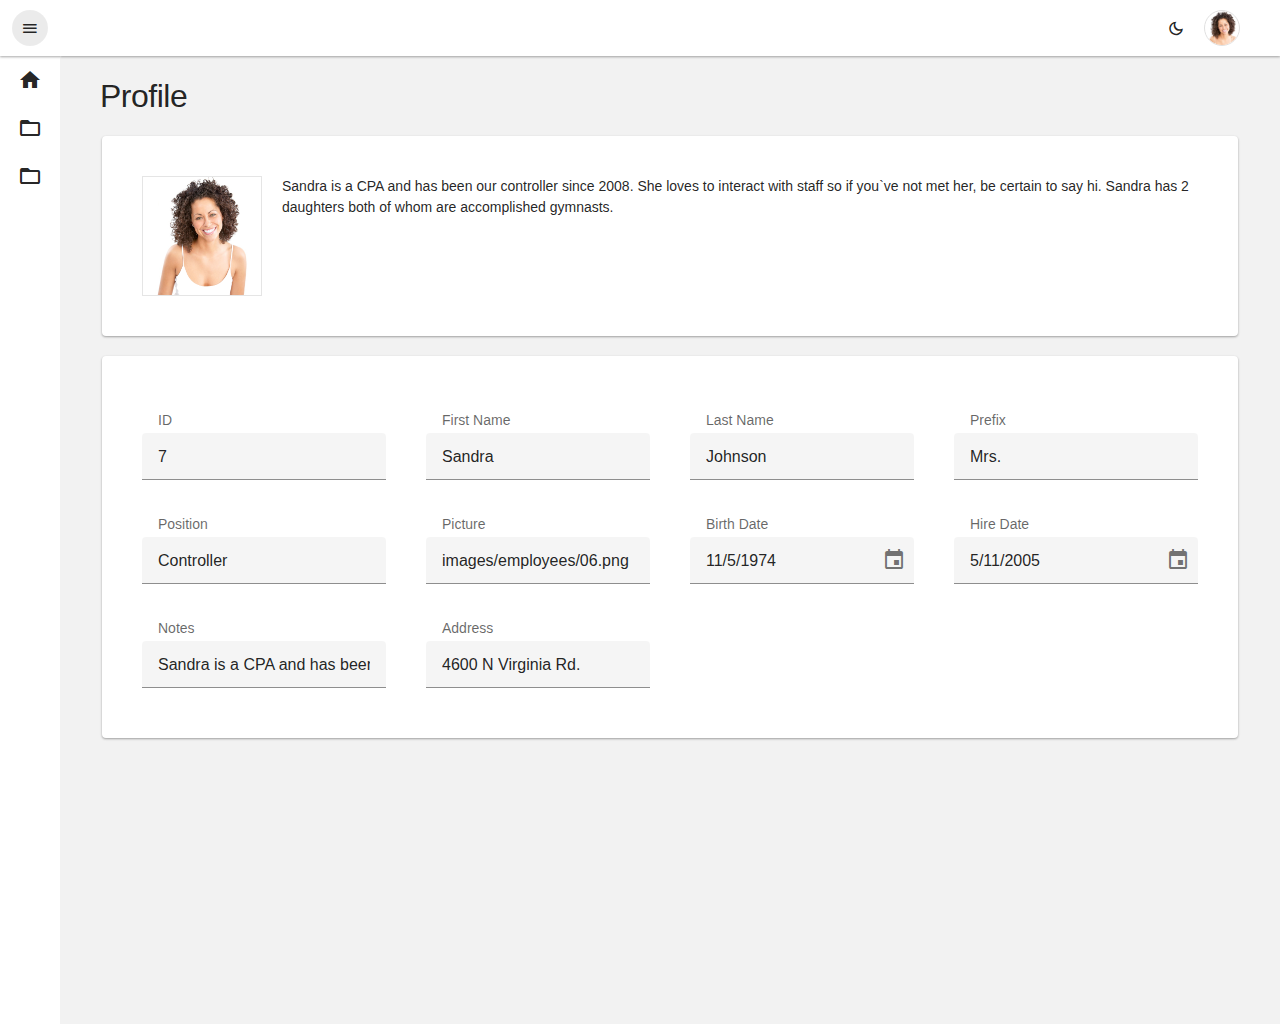 Profile
Sandra is a CPA and has been our controller since 2008. She loves to interact with staff so if you`ve not met her, be certain to say hi. Sandra has 2
daughters both of whom are accomplished gymnasts.
ID
First Name
Last Name
Prefix
7
Sandra
Johnson
Mrs.
Position
Picture
Birth Date
Hire Date
Controller
images/employees/06.png
11/5/1974
5/11/2005
Notes
Address
Sandra is a CPA and has been
4600 N Virginia Rd.